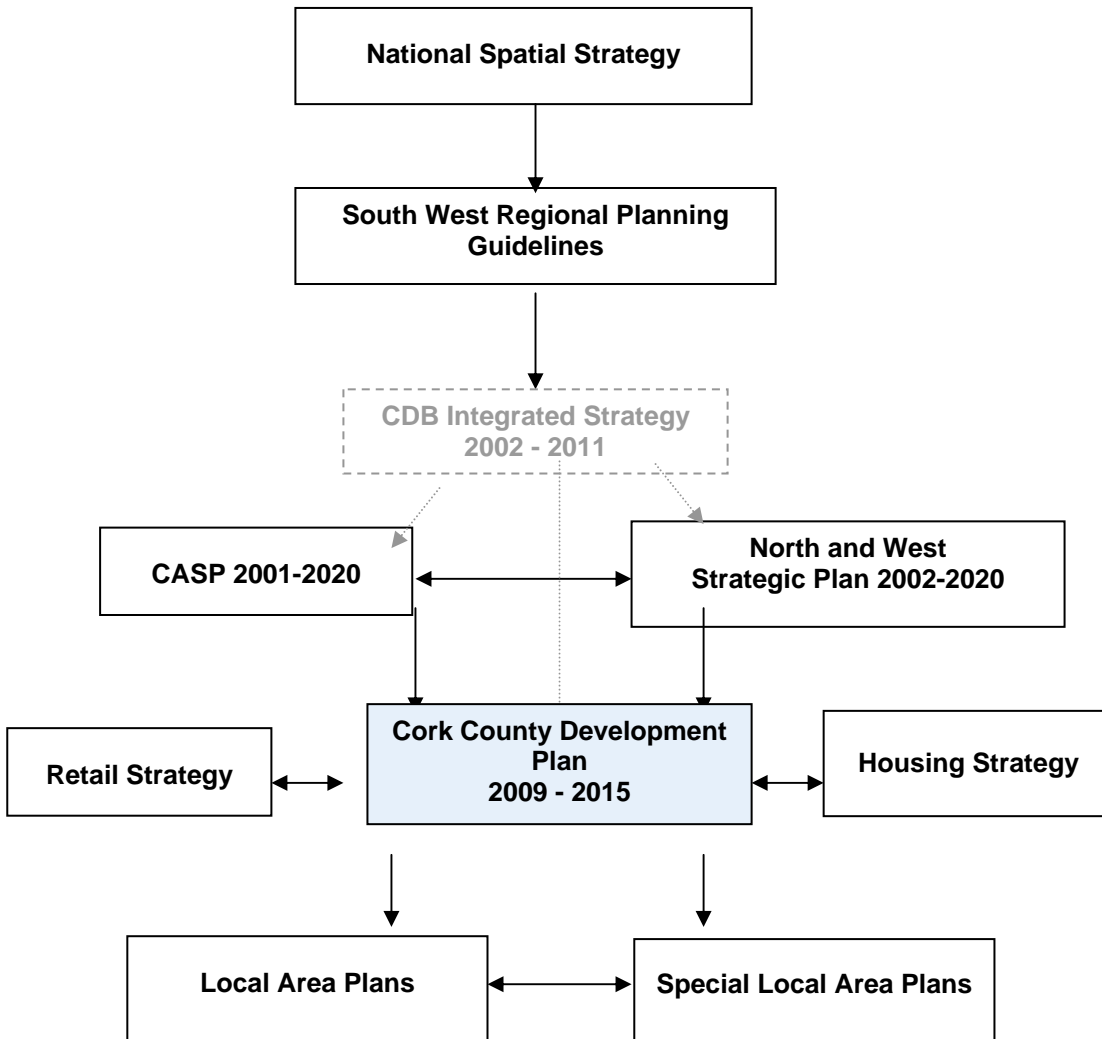 National Spatial Strategy
South West Regional Planning
Guidelines
CDB Integrated Strategy
2002 - 2011
CASP 2001-2020
North and West
Strategic Plan 2002-2020
Retail Strategy
Cork County Development
Plan
2009 - 2015
Housing Strategy
Local Area Plans
Special Local Area Plans